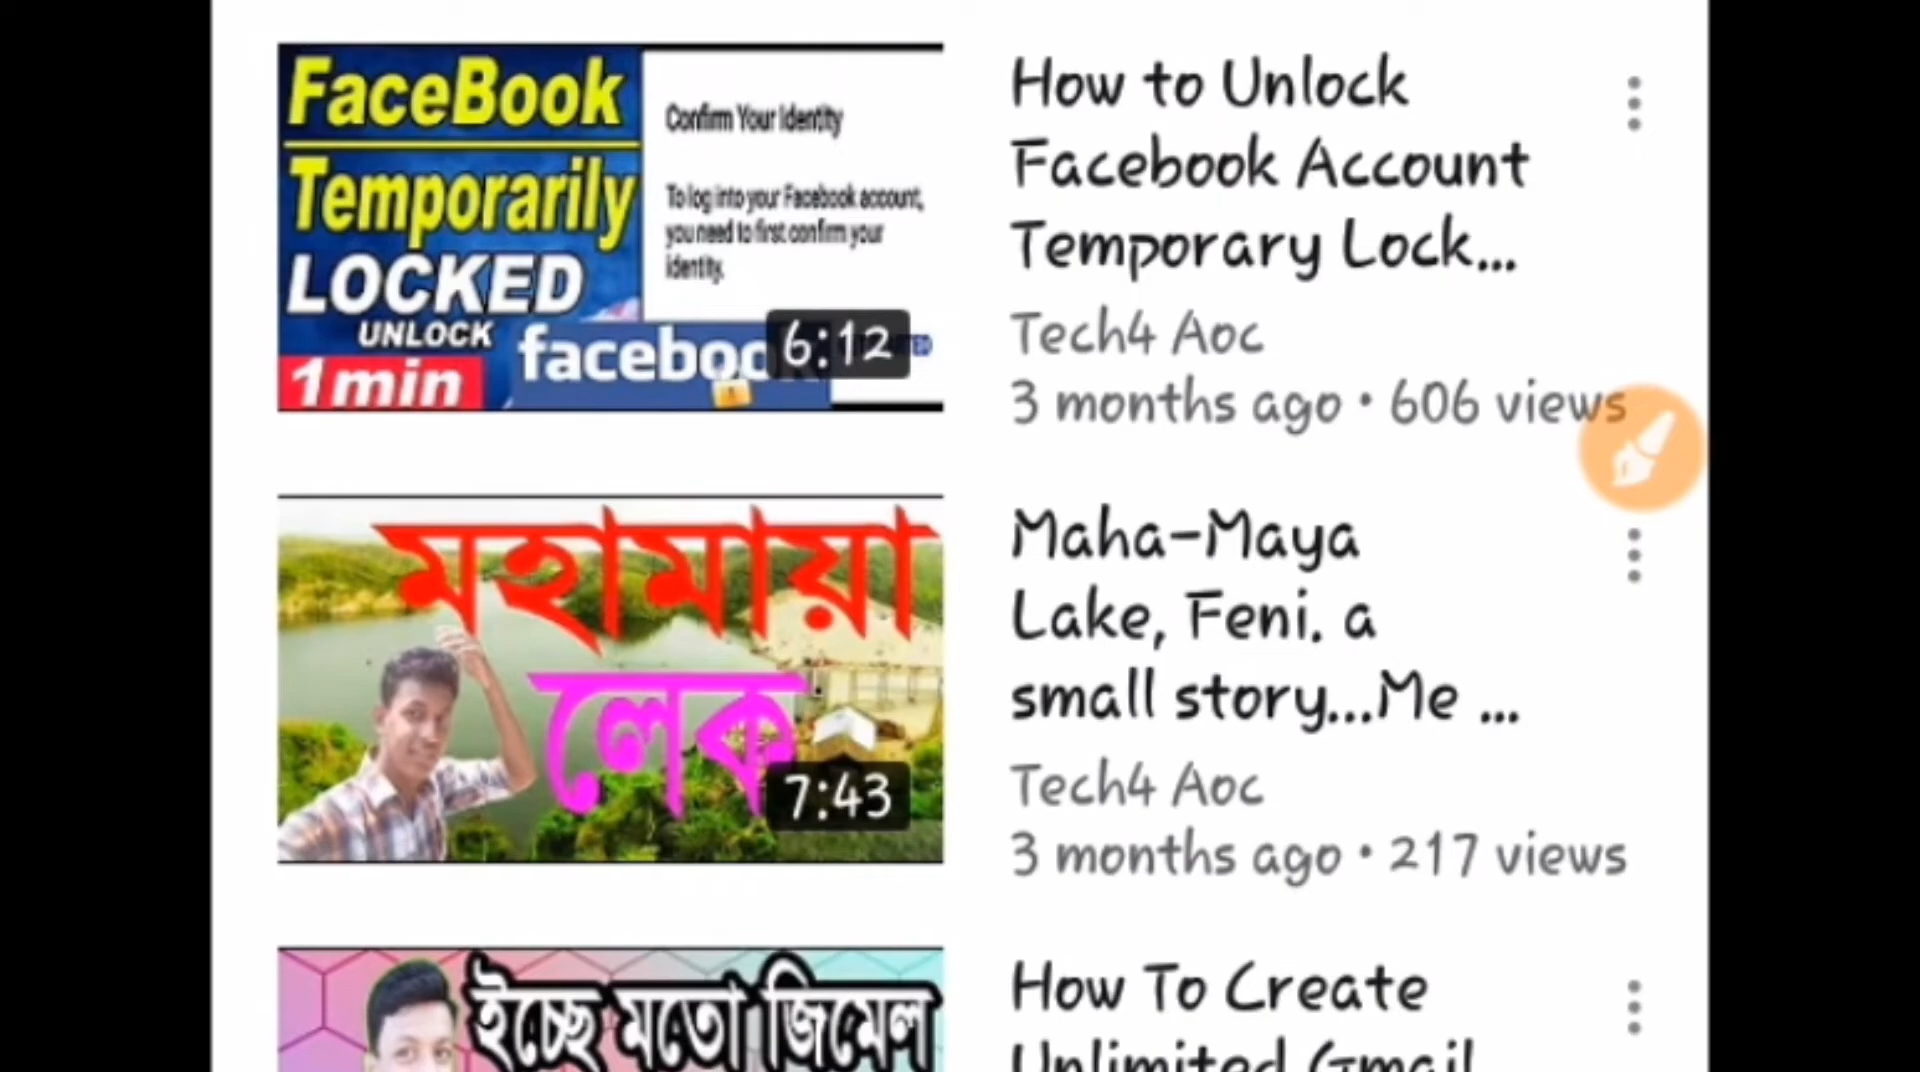 FaceBook
Temporarily
LOCKED
UNLOCK
1min
Confirm Your Identity
To log into your Facebook account,
you need to first confirm your
identity.
6:12
How to Unlock
Facebook Account
Temporary Lock...
Tech4 Aoc
3 months ago • 606 views
মহামায়া
লেক
7:43
Maha-Maya
Lake, Feni. a
small story...Me ...
Tech4 Aoc
3 months ago • 217 views
ইচ্ছে মতো জিমেল
How To Create
Unlimited Gmail